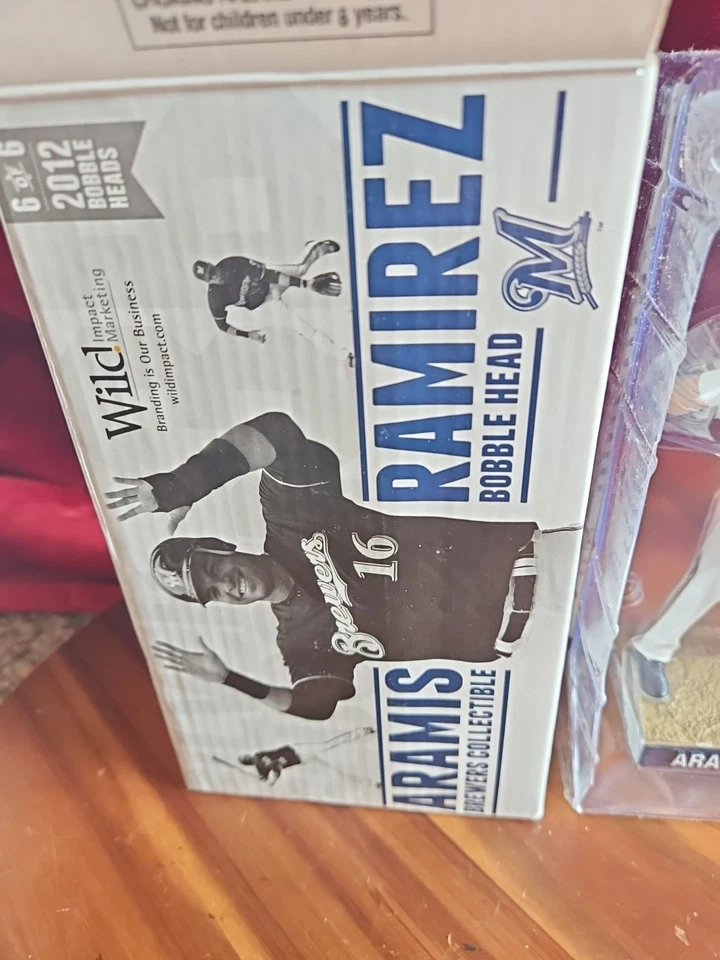 Not for children under 8 years.
6 of 6
2012
BOBBLE
HEADS
Wild
Impact
Marketing
Branding is Our Business
wildimpact.com
ARAMIS RAMIREZ
BREWERS COLLECTIBLE BOBBLE HEAD
M
™
M
Brewers
16
ARA